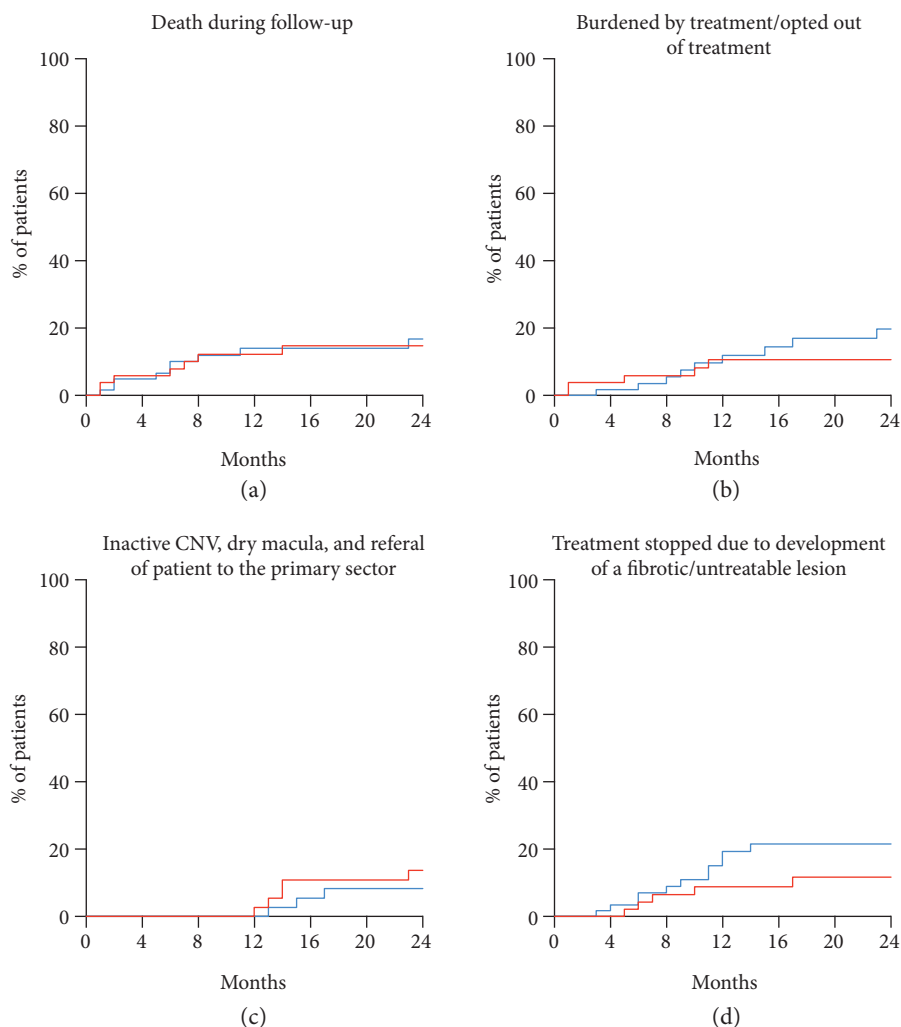 Death during follow-up
100
80
60
40
20
0
% of patients
0 4 8 12 16 20 24
Months
(a)
Burdened by treatment/opted out
of treatment
100
80
60
40
20
0
% of patients
0 4 8 12 16 20 24
Months
(b)
Inactive CNV, dry macula, and referal
of patient to the primary sector
100
80
60
40
20
0
% of patients
0 4 8 12 16 20 24
Months
(c)
Treatment stopped due to development
of a fibrotic/untreatable lesion
100
80
60
40
20
0
% of patients
0 4 8 12 16 20 24
Months
(d)